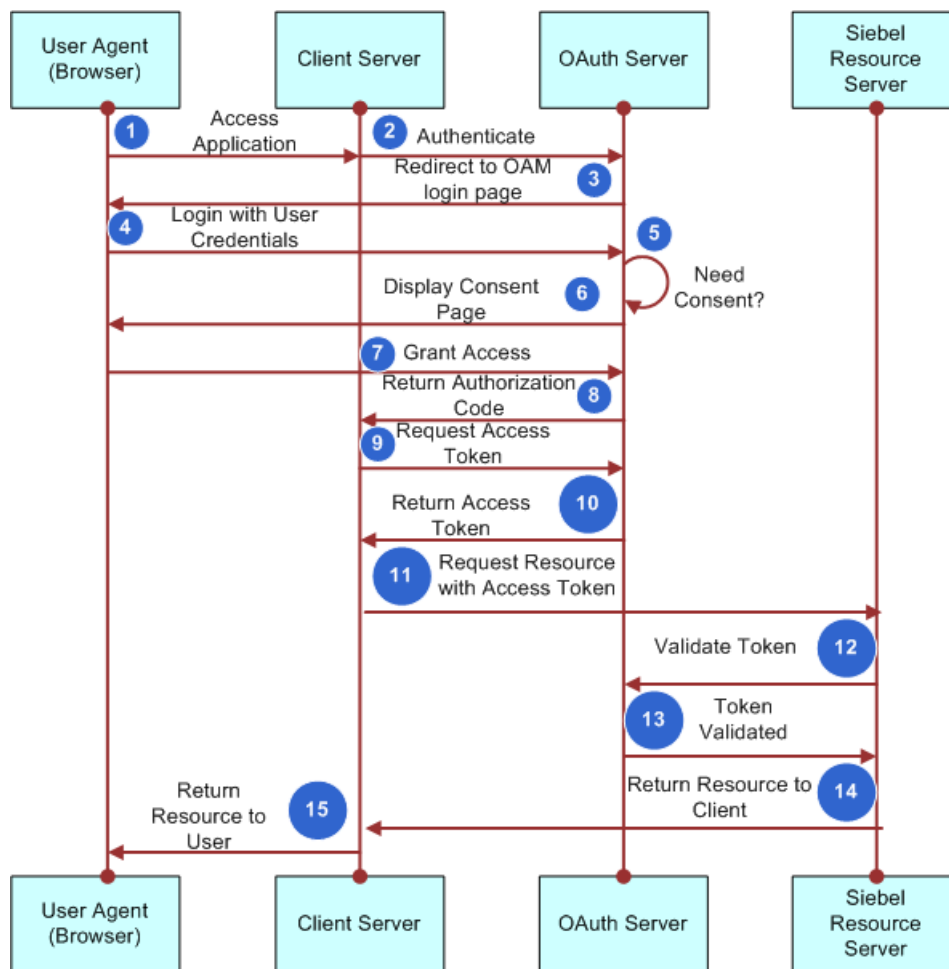 User Agent
(Browser)
Client Server
OAuth Server
Siebel
Resource
Server
1
Access
Application
2
Authenticate
Redirect to OAM
login page
3
4
Login with User
Credentials
5
Need
Consent?
Display Consent
Page
6
7
Grant Access
Return Authorization
Code
8
9
Request Access
Token
Return Access
Token
10
11
Request Resource
with Access Token
Validate Token
12
13
Token
Validated
Return Resource to
Client
14
Return
Resource to
User
15
User Agent
(Browser)
Client Server
OAuth Server
Siebel
Resource
Server